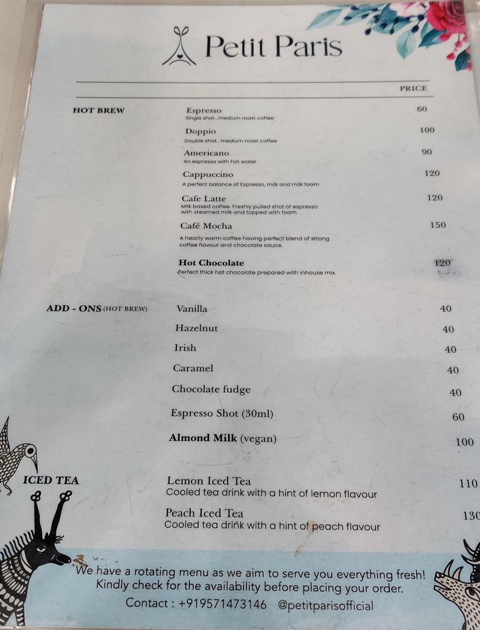 Petit Paris
PRICE
HOT BREW Espresso 60
Single shot, medium roast coffee
Doppio 100
Double shot, medium roast coffee
Americano 90
An espresso with hot water
Cappuccino 120
A perfect balance of Espresso, milk and milk foam
Cafe Latte 120
Milk based coffee. Freshly pulled shot of espresso
with steamed milk and topped with foam.
Café Mocha 150
A hearty warm coffee having perfect blend of strong
coffee flavour and chocolate sauce.
Hot Chocolate 120
Perfect thick hot chocolate prepared with inhouse mix.
ADD - ONS (HOT BREW) Vanilla 40
Hazelnut 40
Irish 40
Caramel 40
Chocolate fudge 40
Espresso Shot (30ml) 60
Almond Milk (vegan) 100
ICED TEA Lemon Iced Tea 110
Cooled tea drink with a hint of lemon flavour
Peach Iced Tea 130
Cooled tea drink with a hint of peach flavour
We have a rotating menu as we aim to serve you everything fresh!
Kindly check for the availability before placing your order.
Contact : +919571473146 @petitparisofficial